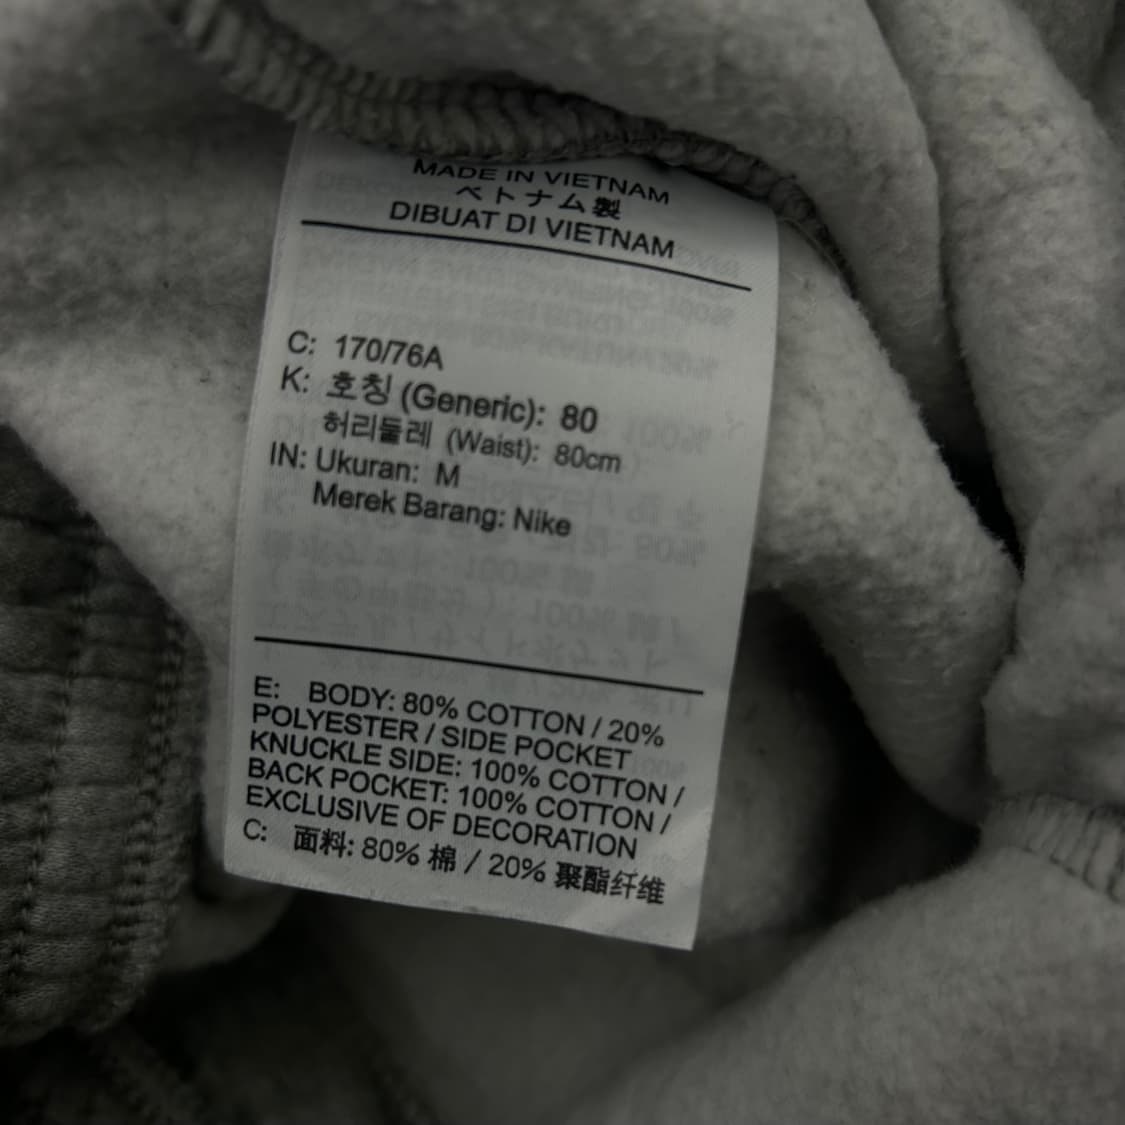 MADE IN VIETNAM
ベトナム製
DIBUAT DI VIETNAM
C: 170/76A
K: 호칭 (Generic): 80
허리둘레 (Waist): 80cm
IN: Ukuran: M
Merek Barang: Nike
E: BODY: 80% COTTON / 20%
POLYESTER / SIDE POCKET
KNUCKLE SIDE: 100% COTTON /
BACK POCKET: 100% COTTON /
EXCLUSIVE OF DECORATION
C: 面料: 80% 棉 / 20% 聚酯纤维